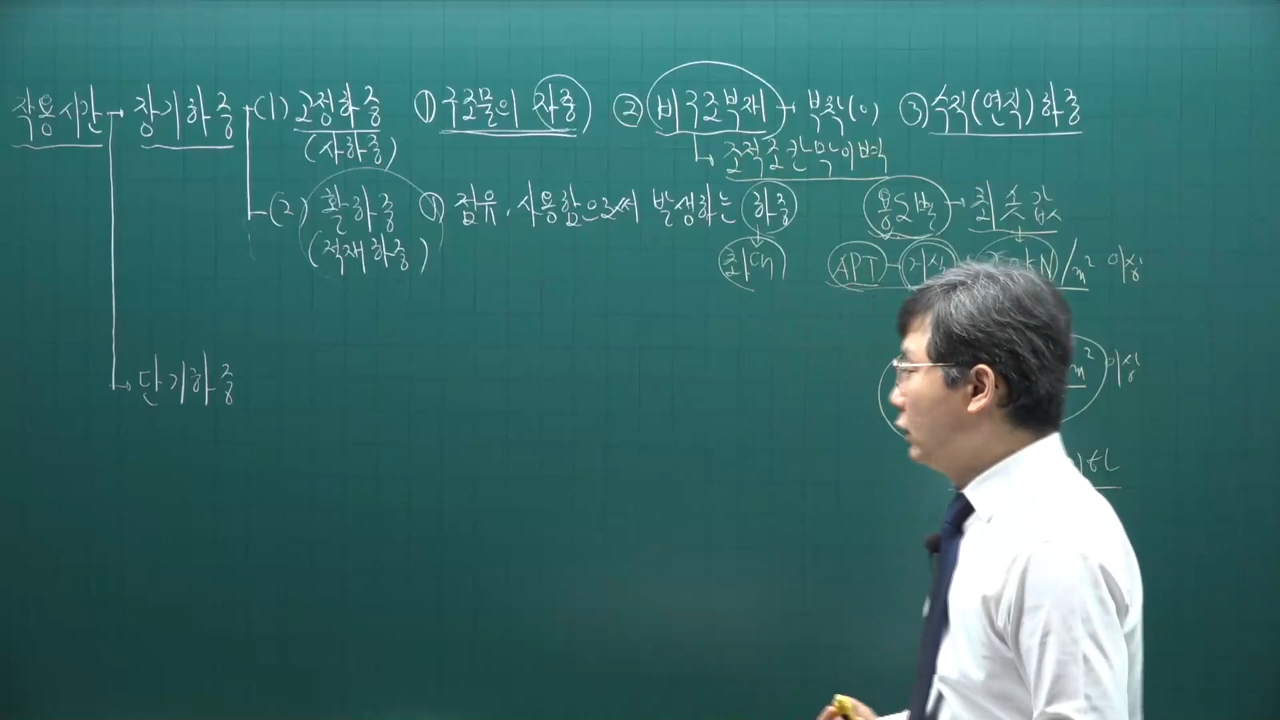 작용시간 → 장기하중 (1) 고정하중 ① 구조물의 자중 ② 비구조부재 → 부착(이) ③ 수직(연직)하중
(사하중) → 조적조 칸막이벽
(2) 활하중 ① 점유, 사용함으로써 발생하는 하중 용도별 → 최솟값
(적재하중) 최대 APT - 거실 N/m² 이상
→ 단기하중 m² 이상